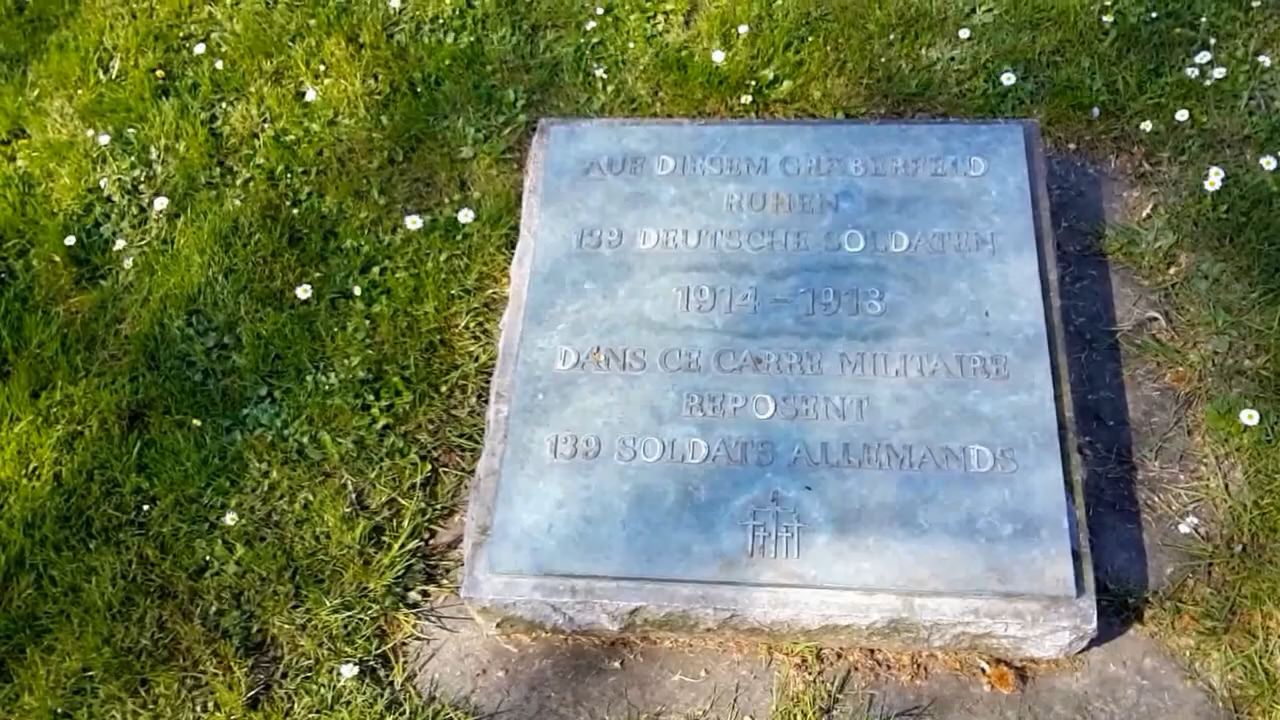 AUF DIESEM GRÄBERFELD
RUHEN
139 DEUTSCHE SOLDATEN
1914 – 1918
DANS CE CARRE MILITAIRE
REPOSENT
139 SOLDATS ALLEMANDS